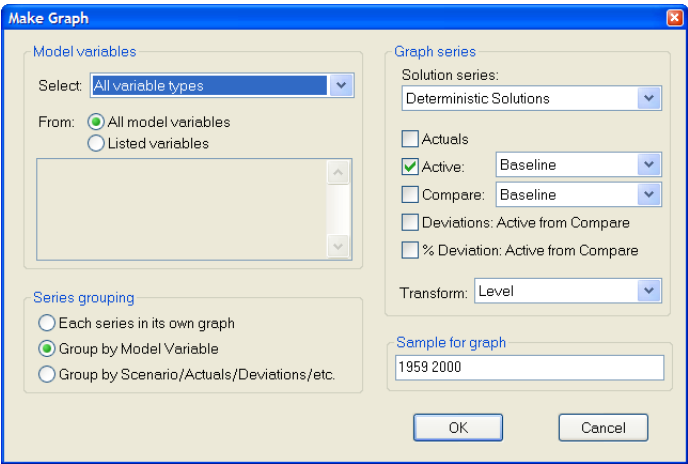 Make Graph
Model variables
Select: All variable types
From: All model variables
Listed variables
Series grouping
Each series in its own graph
Group by Model Variable
Group by Scenario/Actuals/Deviations/etc.
Graph series
Solution series:
Deterministic Solutions
Actuals
Active: Baseline
Compare: Baseline
Deviations: Active from Compare
% Deviation: Active from Compare
Transform: Level
Sample for graph
1959 2000
OK
Cancel